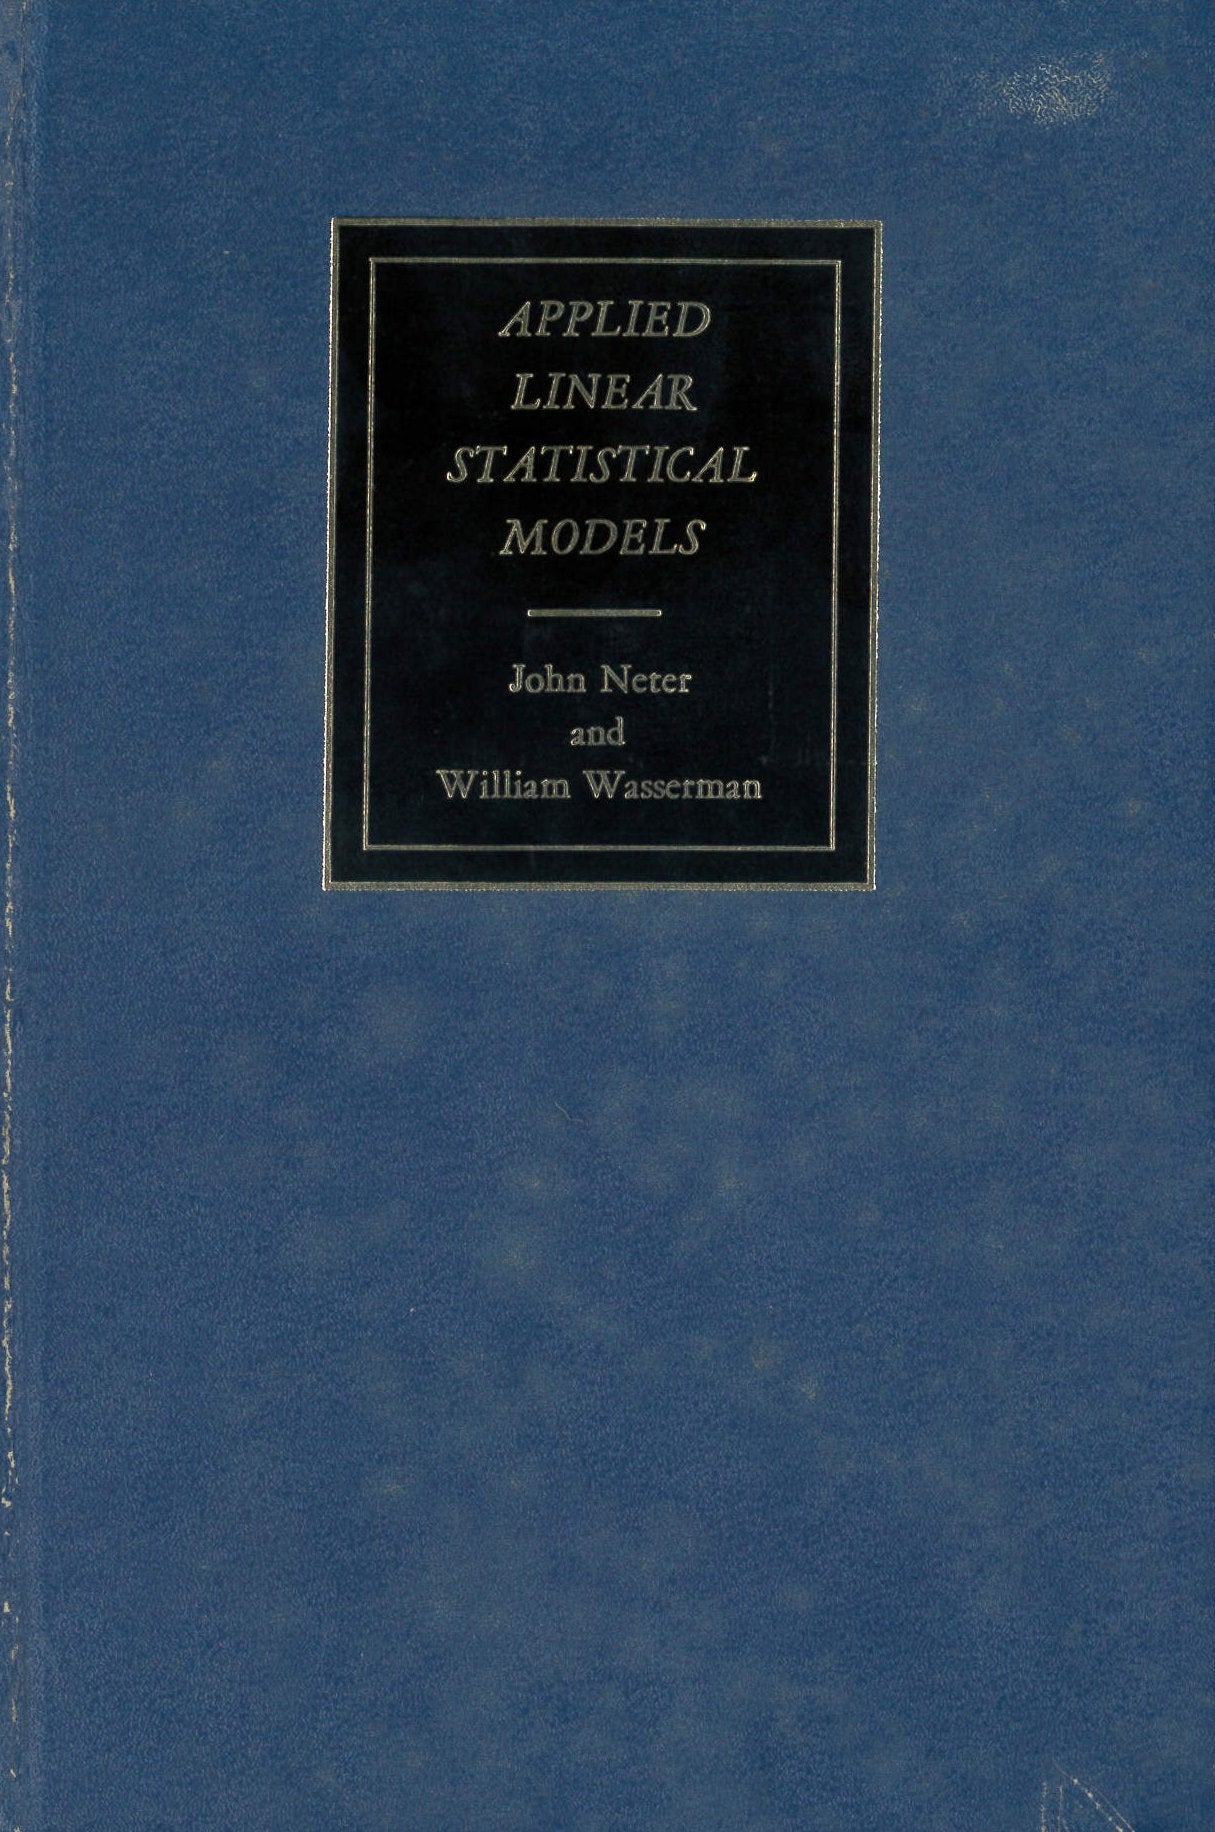 APPLIED
LINEAR
STATISTICAL
MODELS
John Neter
and
William Wasserman